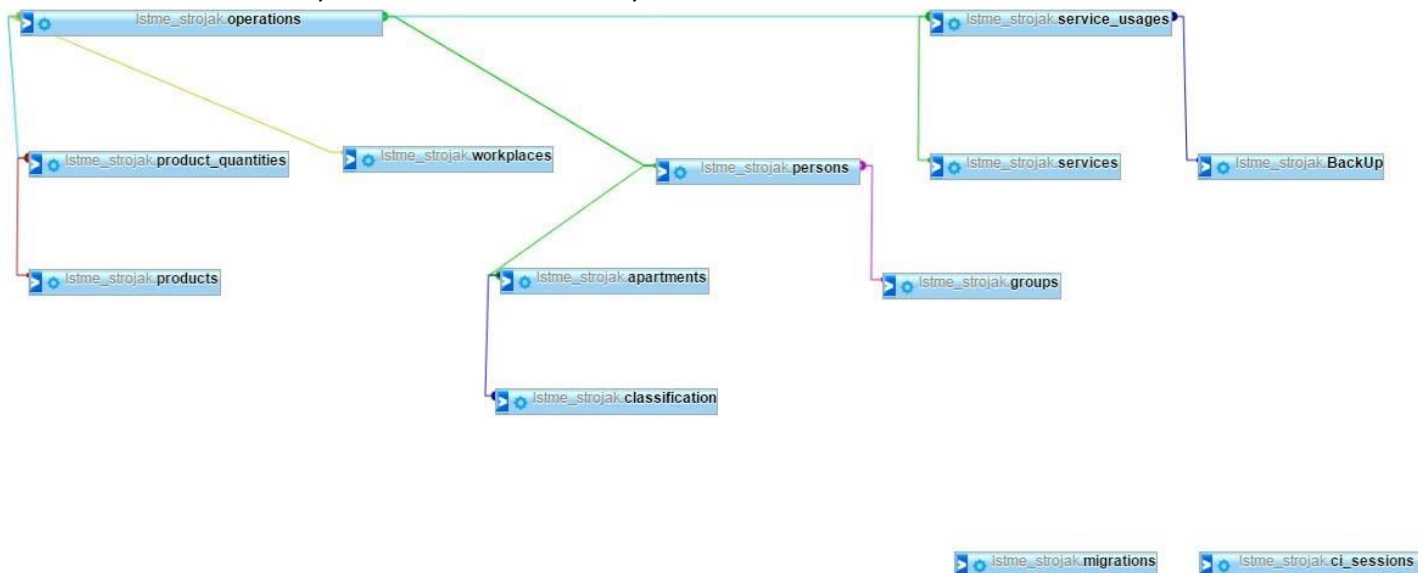 lstme_strojak.operations
lstme_strojak.service_usages
lstme_strojak.product_quantities
lstme_strojak.workplaces
lstme_strojak.persons
lstme_strojak.services
lstme_strojak.BackUp
lstme_strojak.products
lstme_strojak.apartments
lstme_strojak.groups
lstme_strojak.classification
lstme_strojak.migrations
lstme_strojak.ci_sessions